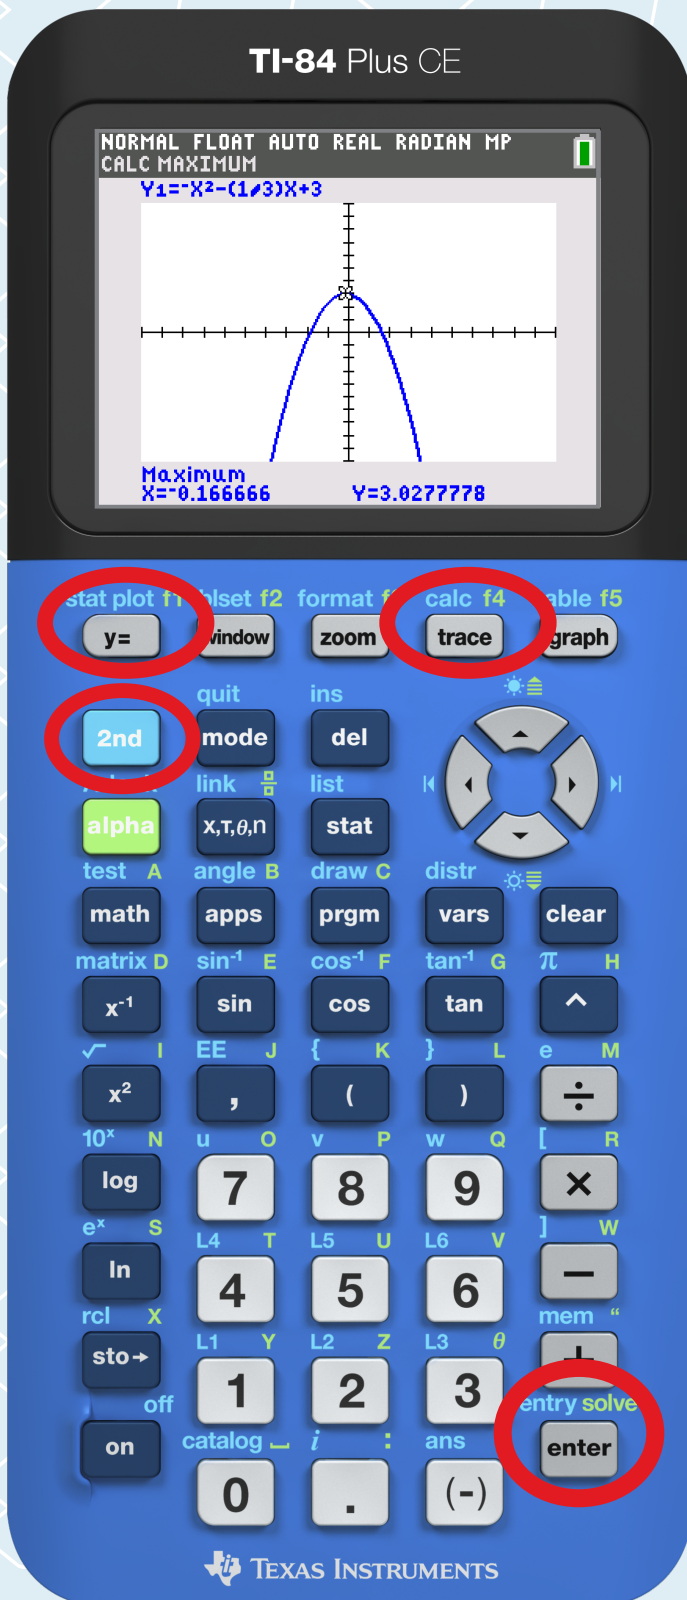 TI-84 Plus CE
NORMAL FLOAT AUTO REAL RADIAN MP
CALC MAXIMUM
Y1=-X²-(1/3)X+3
Maximum
X=-0.166666 Y=3.0277778
stat plot f1 f2 format calc f4 f5
y= window zoom trace graph
quit ins
2nd mode del
link list
alpha X,T,θ,n stat
test A angle B draw C distr
math apps prgm vars clear
matrix D sin⁻¹ E cos⁻¹ F tan⁻¹ G π H
x⁻¹ sin cos tan ^
√ I EE J { K } L e M
x² , ( ) ÷
10ˣ N u O v P w Q [ R
log 7 8 9 ×
eˣ S L4 T L5 U L6 V ] W
ln 4 5 6 −
rcl X L1 Y L2 Z L3 θ mem “
sto→ 1 2 3 +
off catalog ⎵ i : ans entry solve
on 0 . (-) enter
TEXAS INSTRUMENTS